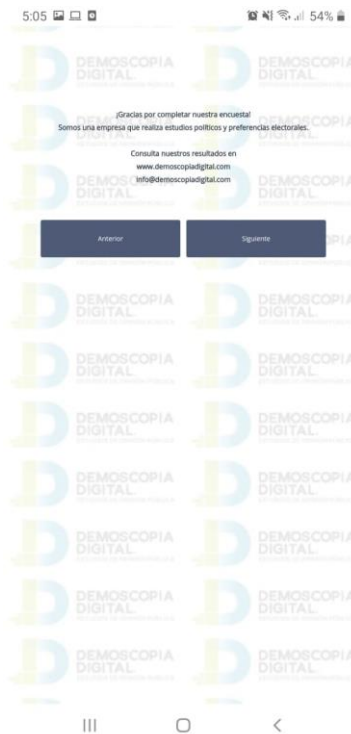 5:05
54%
¡Gracias por completar nuestra encuesta!
Somos una empresa que realiza estudios políticos y preferencias electorales.
Consulta nuestros resultados en
www.demoscopiadigital.com
info@demoscopiadigital.com
Anterior
Siguiente
DEMOSCOPIA
DIGITAL